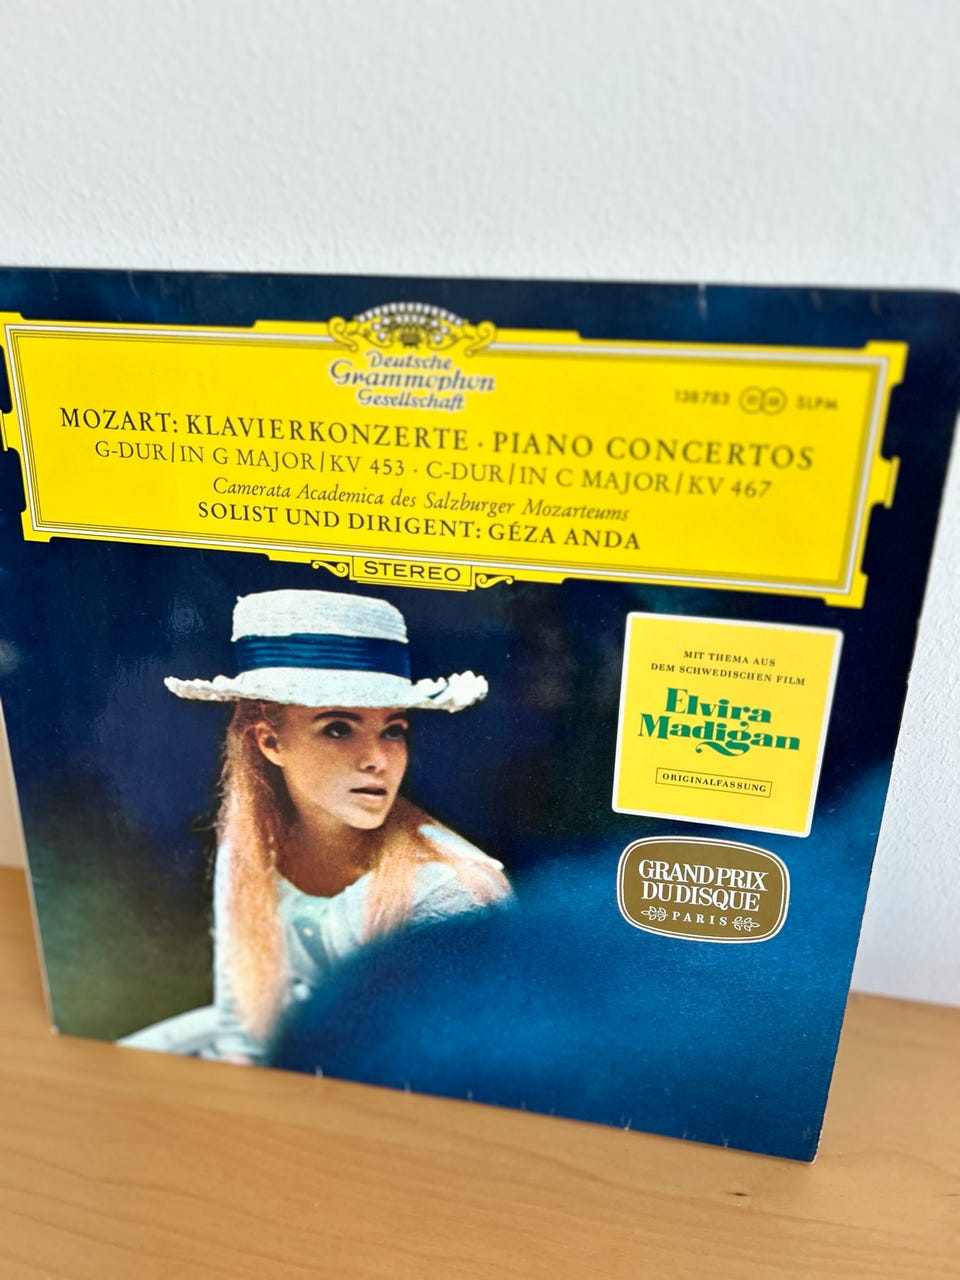 Deutsche
Grammophon
Gesellschaft
138783 SLPM
MOZART: KLAVIERKONZERTE · PIANO CONCERTOS
G-DUR/IN G MAJOR/KV 453 · C-DUR/IN C MAJOR/KV 467
Camerata Academica des Salzburger Mozarteums
SOLIST UND DIRIGENT: GÉZA ANDA
STEREO
MIT THEMA AUS
DEM SCHWEDISCHEN FILM
Elvira
Madigan
ORIGINALFASSUNG
GRAND PRIX
DU DISQUE
PARIS